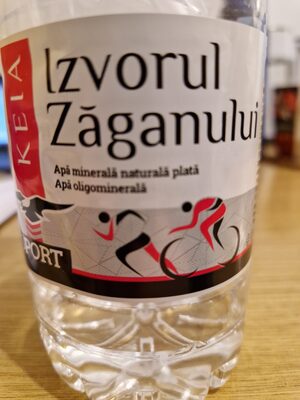 KEIA
Izvorul
Zăganului
Apă minerală naturală plată
Apă oligominerală
PORT